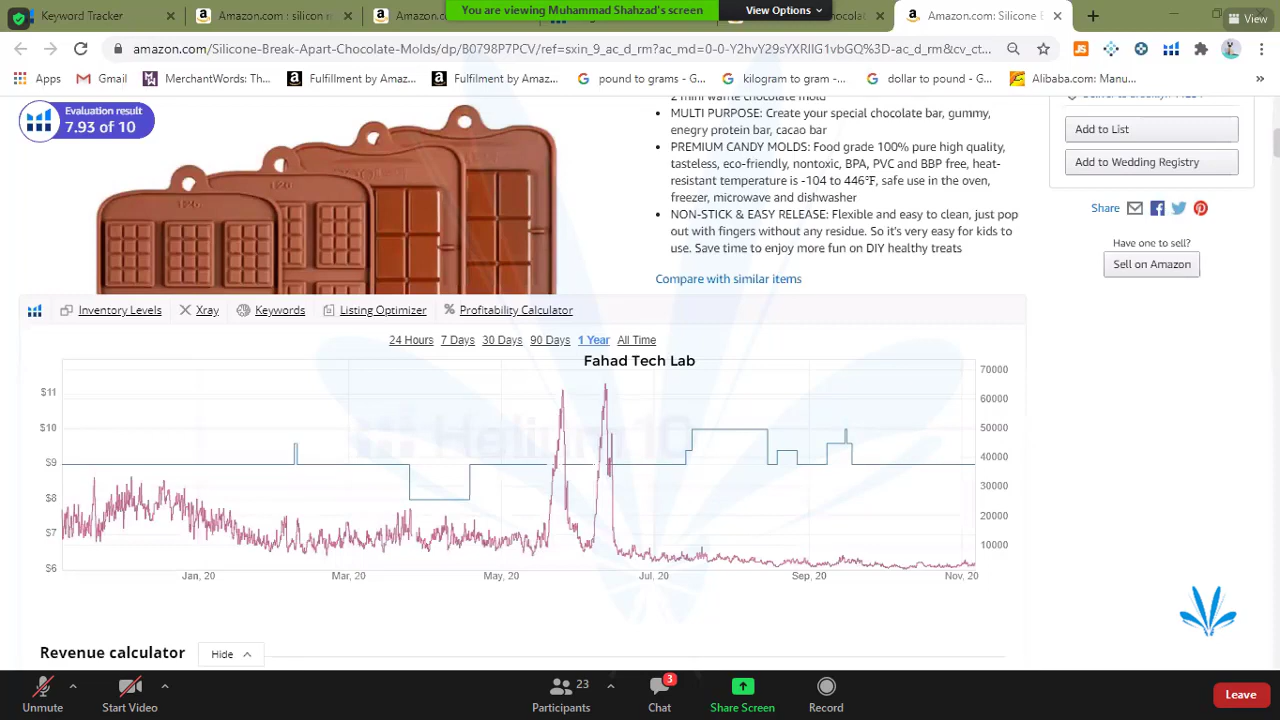 You are viewing Muhammad Shahzad's screen
View Options
View
Keyword Tracker
Amazon.com : silicon m
Amazon.c
colat
Amazon.com: Silicone B
amazon.com/Silicone-Break-Apart-Chocolate-Molds/dp/B0798P7PCV/ref=sxin_9_ac_d_rm?ac_md=0-0-Y2hvY29sYXRlIG1vbGQ%3D-ac_d_rm&cv_ct...
Apps
Gmail
MerchantWords: Th...
Fulfillment by Amaz...
Fulfilment by Amaz...
pound to grams - G...
kilogram to gram -...
dollar to pound - G...
Alibaba.com: Manu...
»
Evaluation result
7.93 of 10
2 mini waffle chocolate mold
MULTI PURPOSE: Create your special chocolate bar, gummy,
enegry protein bar, cacao bar
PREMIUM CANDY MOLDS: Food grade 100% pure high quality,
tasteless, eco-friendly, nontoxic, BPA, PVC and BBP free, heat-
resistant temperature is -104 to 446°F, safe use in the oven,
freezer, microwave and dishwasher
NON-STICK & EASY RELEASE: Flexible and easy to clean, just pop
out with fingers without any residue. So it's very easy for kids to
use. Save time to enjoy more fun on DIY healthy treats
Compare with similar items
Add to List
Add to Wedding Registry
Share
Have one to sell?
Sell on Amazon
Inventory Levels
Xray
Keywords
Listing Optimizer
Profitability Calculator
24 Hours 7 Days 30 Days 90 Days 1 Year All Time
Fahad Tech Lab
Helium 10
$11
$10
$9
$8
$7
$6
70000
60000
50000
40000
30000
20000
10000
Jan, 20
Mar, 20
May, 20
Jul, 20
Sep, 20
Nov, 20
Revenue calculator
Hide
Unmute
Start Video
23
Participants
3
Chat
Share Screen
Record
Leave